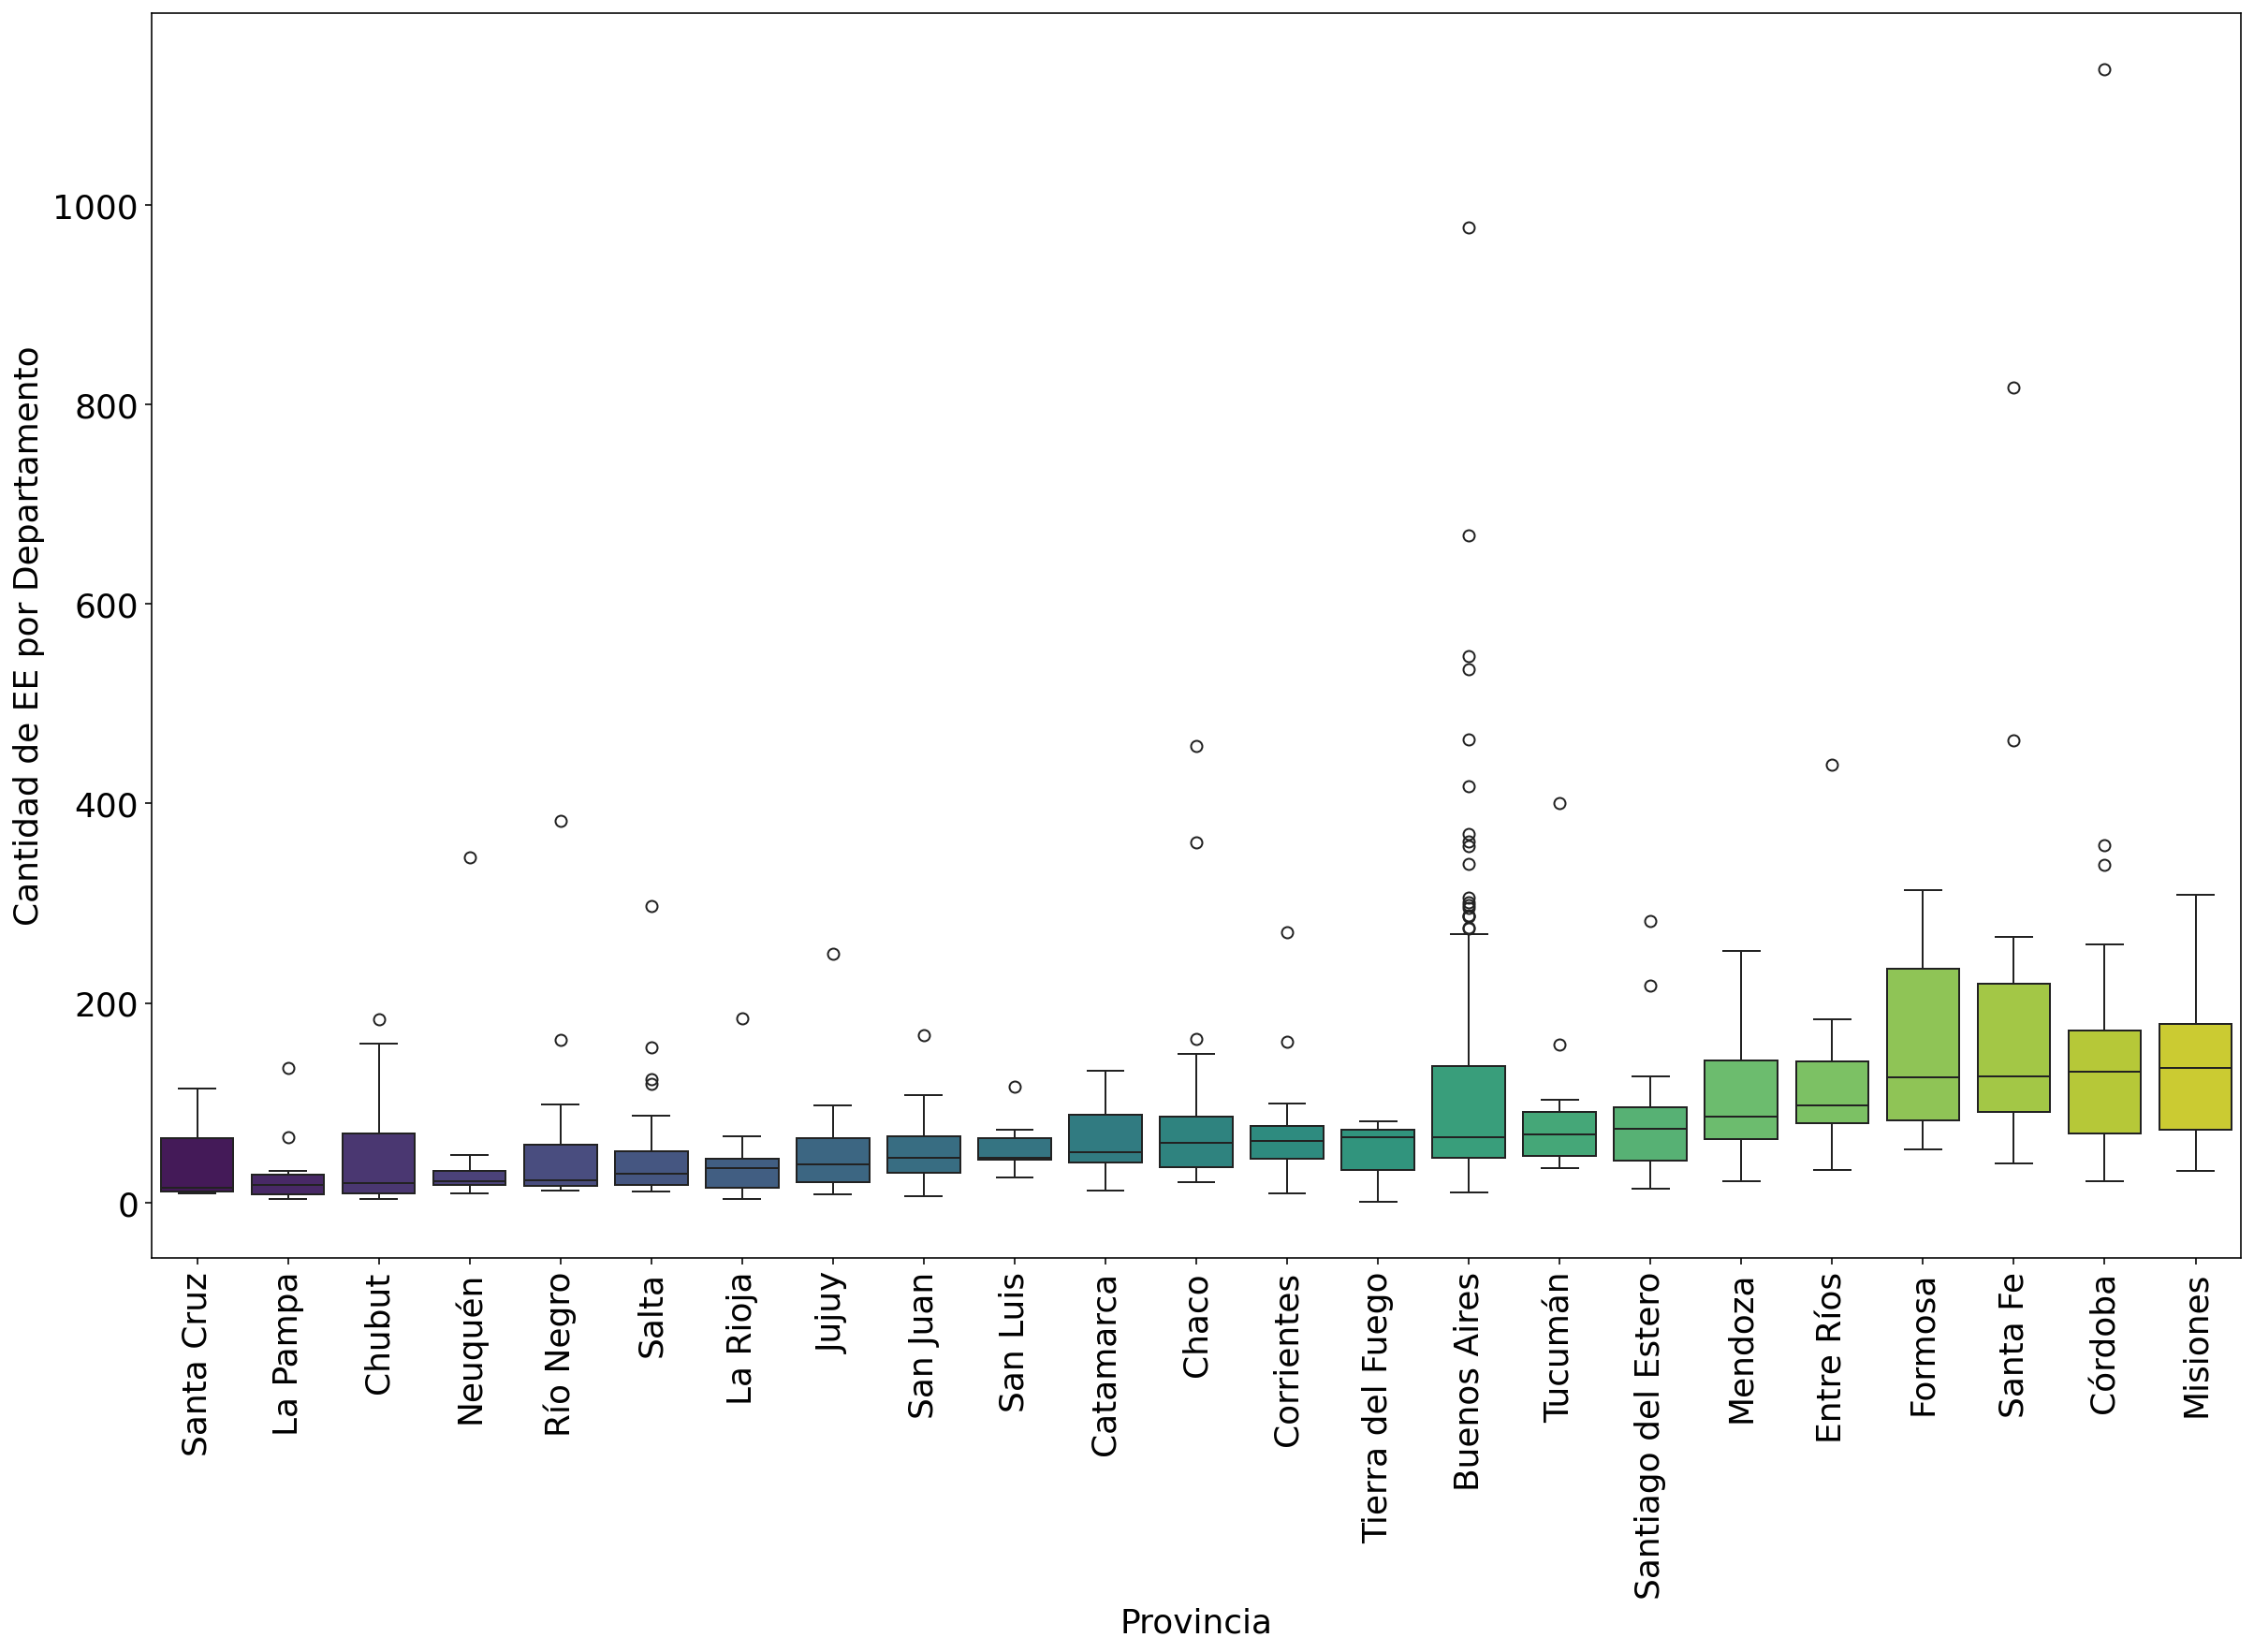 Cantidad de EE por Departamento
1000
800
600
400
200
0
Santa Cruz
La Pampa
Chubut
Neuquén
Río Negro
Salta
La Rioja
Jujuy
San Juan
San Luis
Catamarca
Chaco
Corrientes
Tierra del Fuego
Buenos Aires
Tucumán
Santiago del Estero
Mendoza
Entre Ríos
Formosa
Santa Fe
Córdoba
Misiones
Provincia